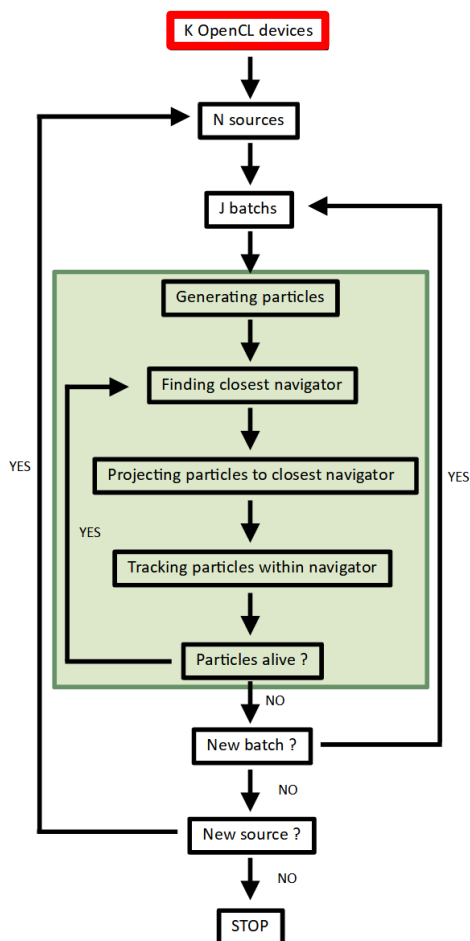 K OpenCL devices
N sources
J batchs
Generating particles
Finding closest navigator
YES
Projecting particles to closest navigator
YES
YES
Tracking particles within navigator
Particles alive ?
NO
New batch ?
NO
New source ?
NO
STOP